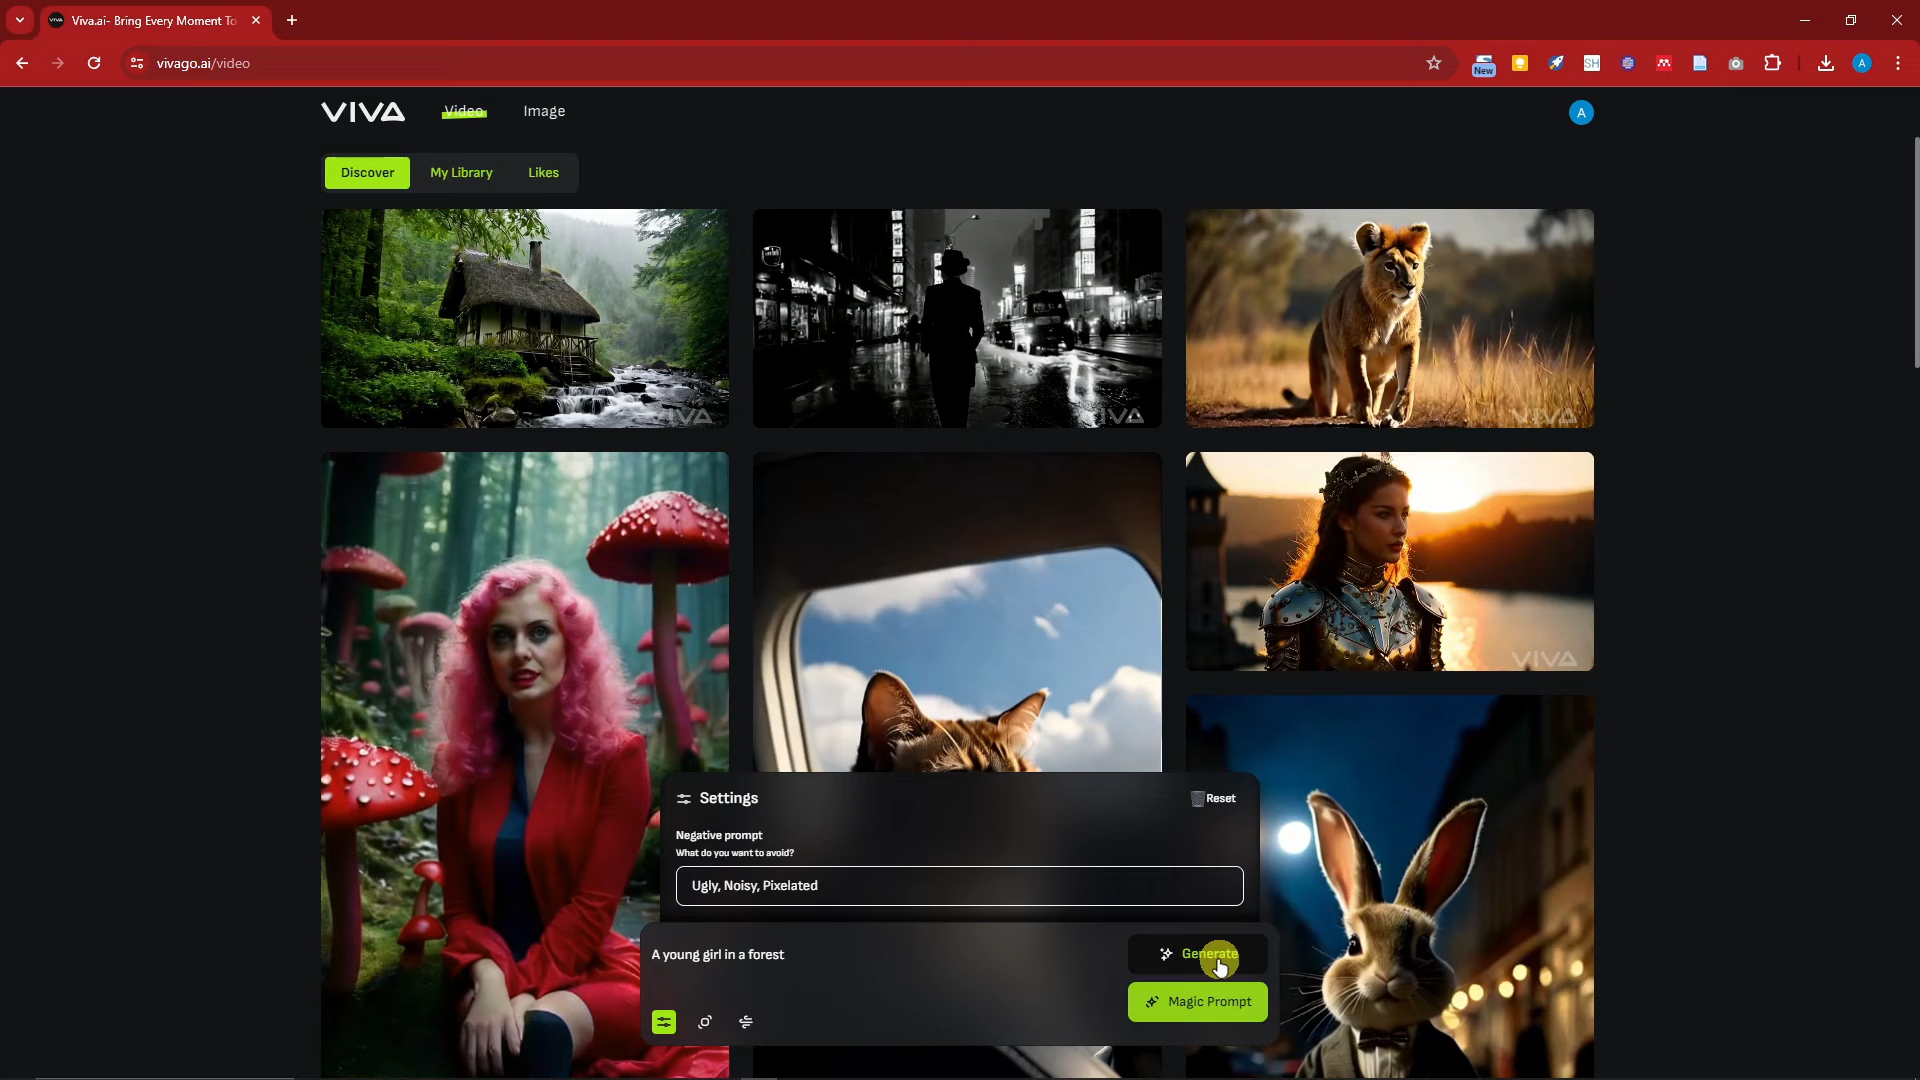 Viva.ai- Bring Every Moment To
vivago.ai/video
New
SH
A
VIVA
Video
Image
A
Discover
My Library
Likes
VIVA
VIVA
VIVA
VIVA
Settings
Reset
Negative prompt
What do you want to avoid?
Ugly, Noisy, Pixelated
A young girl in a forest
Generate
Magic Prompt